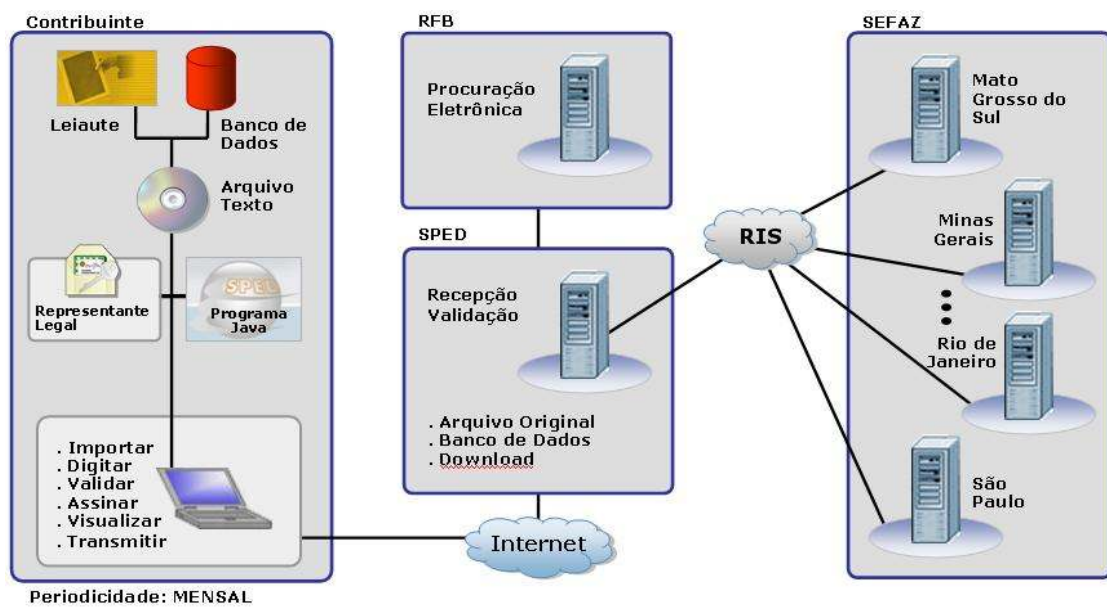 Contribuinte
Leiaute
Banco de
Dados
Arquivo
Texto
Representante
Legal
SPEL
Programa
Java
. Importar
. Digitar
. Validar
. Assinar
. Visualizar
. Transmitir
Periodicidade: MENSAL
RFB
Procuração
Eletrônica
SPED
Recepção
Validação
. Arquivo Original
. Banco de Dados
. Download
Internet
RIS
SEFAZ
Mato
Grosso do
Sul
Minas
Gerais
Rio de
Janeiro
São
Paulo